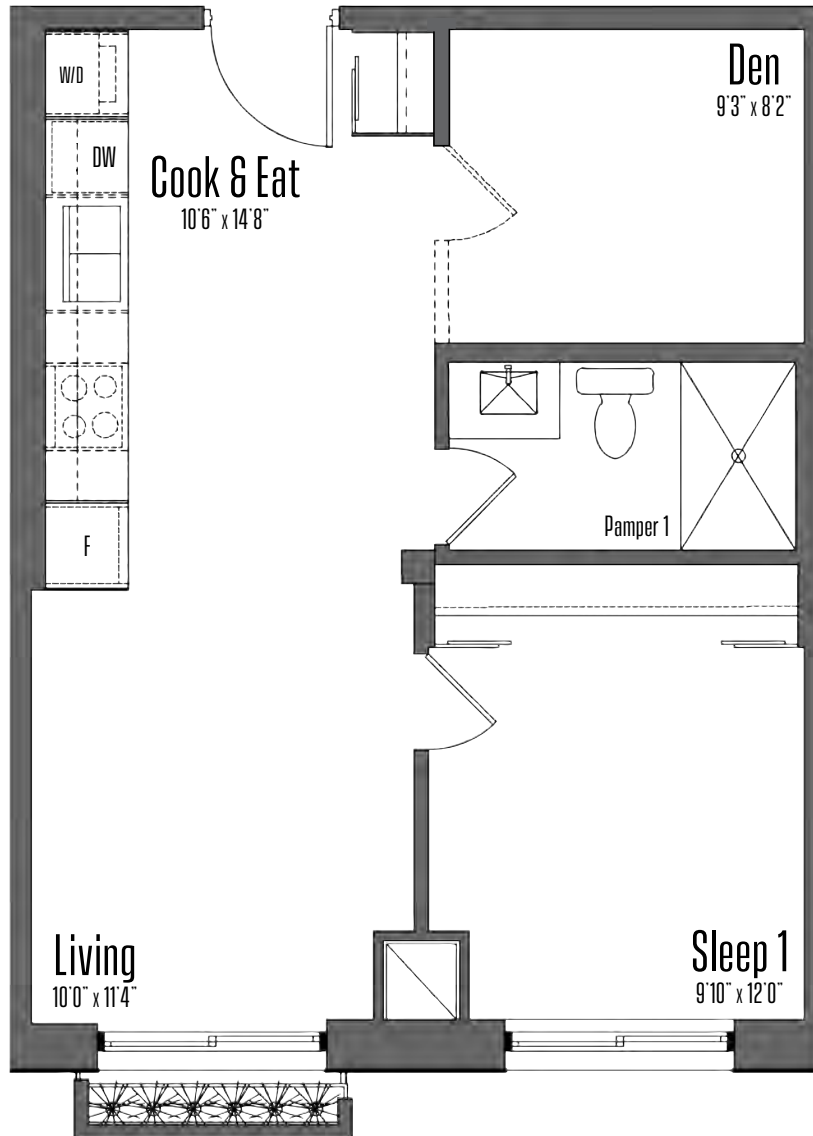 W/D
Den
9'3" x 8'2"
DW
Cook & Eat
10'6" x 14'8"
Pamper 1
F
Living
10'0" x 11'4"
Sleep 1
9'10" x 12'0"